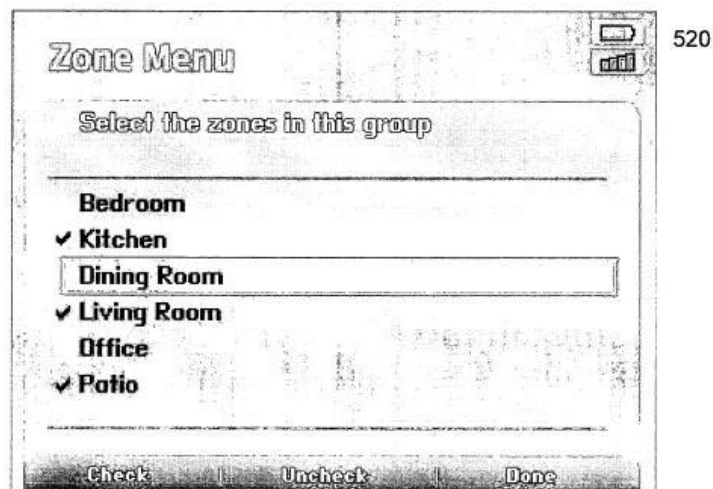 Zone Menu
520
Select the zones in this group
Bedroom
✔ Kitchen
Dining Room
✔ Living Room
Office
✔ Patio
Check | Uncheck | Done